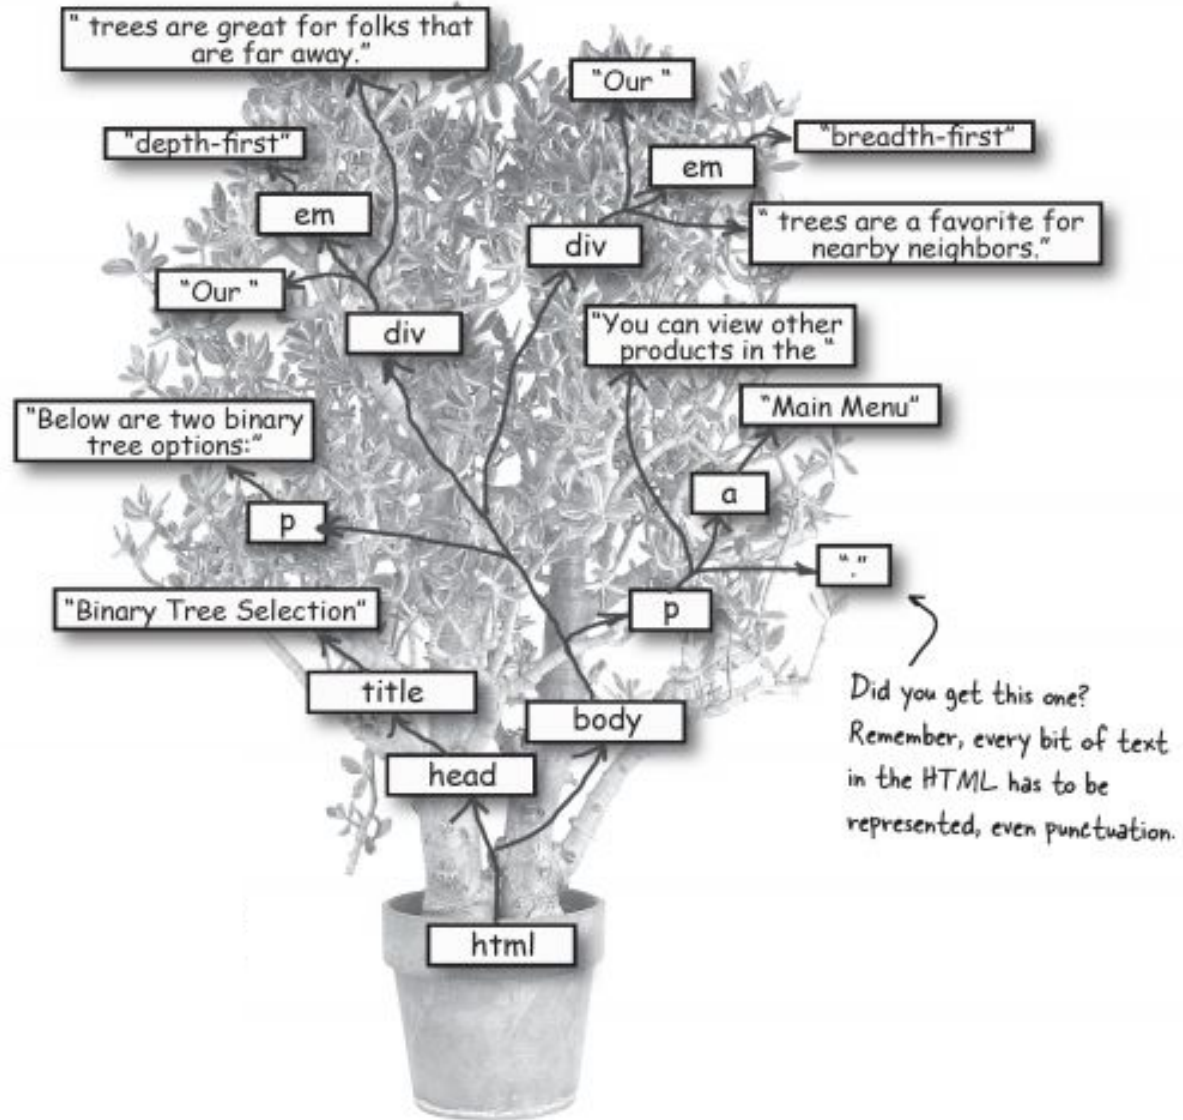 “ trees are great for folks that
are far away.”
“Our “
“depth-first”
“breadth-first”
em
em
“ trees are a favorite for
nearby neighbors.”
div
“Our “
“You can view other
products in the “
div
“Main Menu”
“Below are two binary
tree options:”
a
p
“.”
“Binary Tree Selection”
p
title
body
head
html
Did you get this one?
Remember, every bit of text
in the HTML has to be
represented, even punctuation.